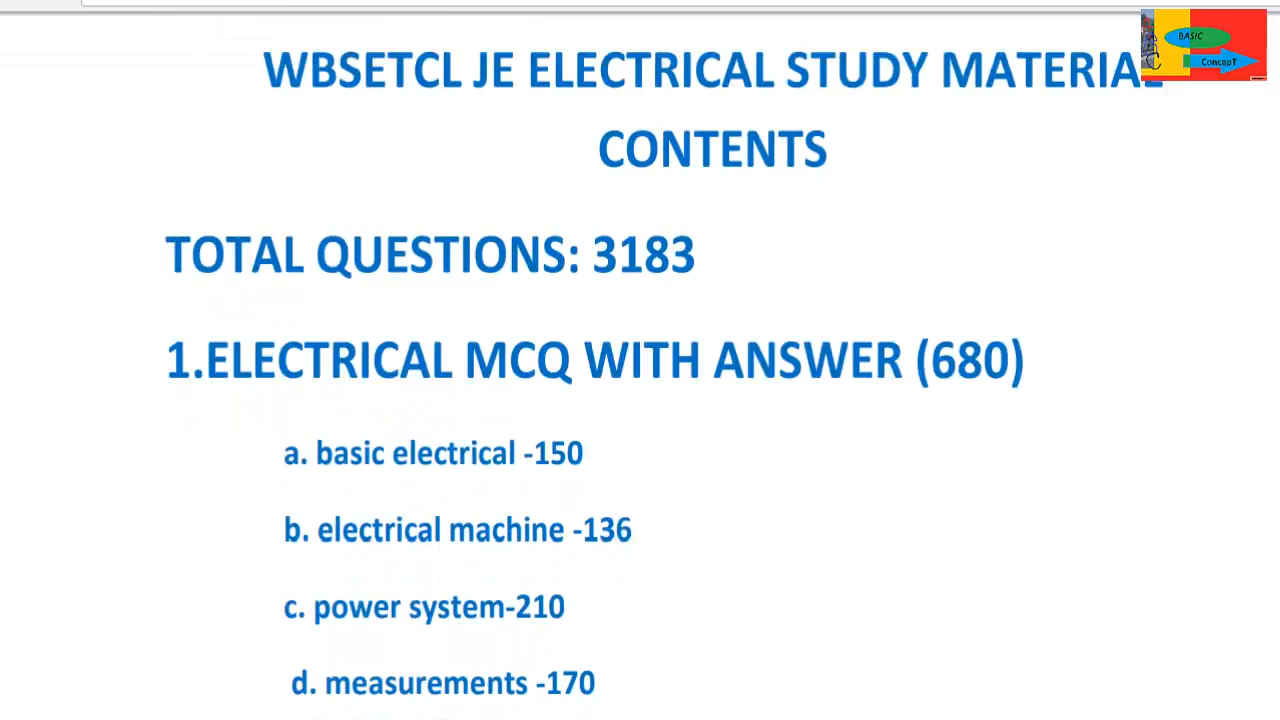 WBSETCL JE ELECTRICAL STUDY MATERIAL
BASIC
ConcepT
CONTENTS
TOTAL QUESTIONS: 3183
1.ELECTRICAL MCQ WITH ANSWER (680)
a. basic electrical -150
b. electrical machine -136
c. power system-210
d. measurements -170